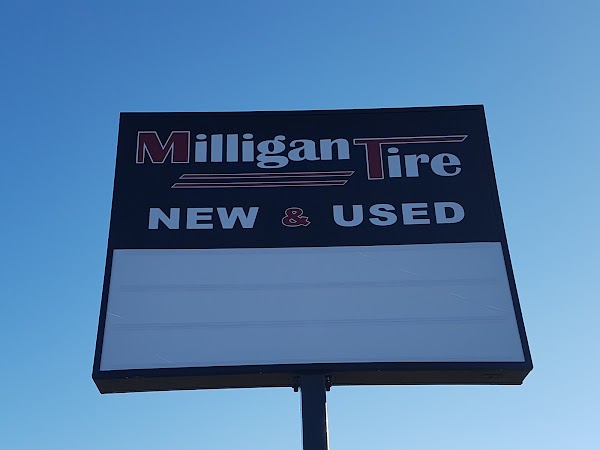 Milligan Tire
NEW & USED